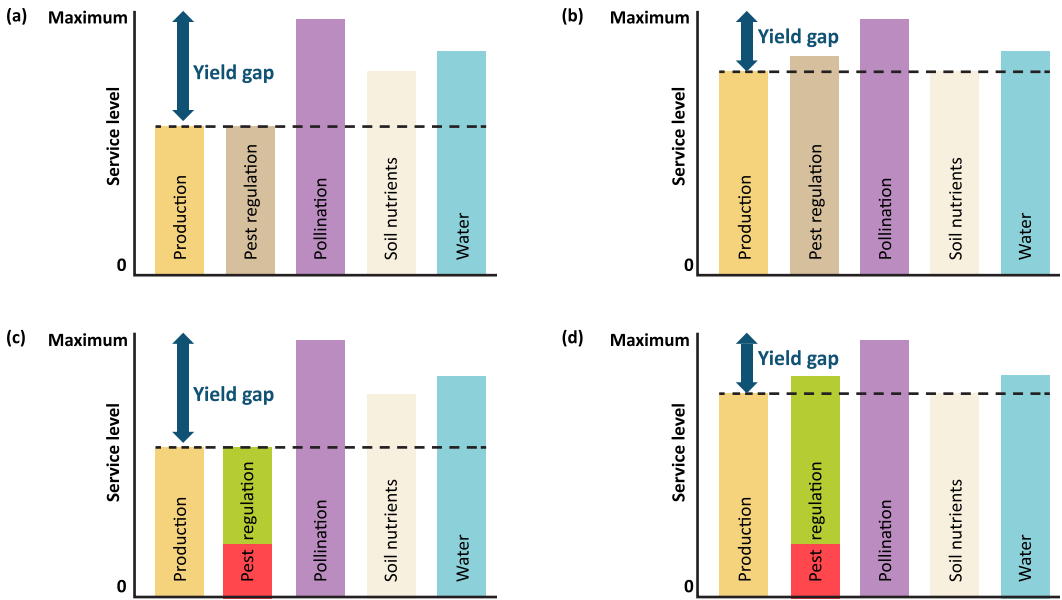 (a)
Maximum
Yield gap
Service level
0
Production
Pest regulation
Pollination
Soil nutrients
Water
(b)
Maximum
Yield gap
Service level
0
Production
Pest regulation
Pollination
Soil nutrients
Water
(c)
Maximum
Yield gap
Service level
0
Production
Pest regulation
Pollination
Soil nutrients
Water
(d)
Maximum
Yield gap
Service level
0
Production
Pest regulation
Pollination
Soil nutrients
Water